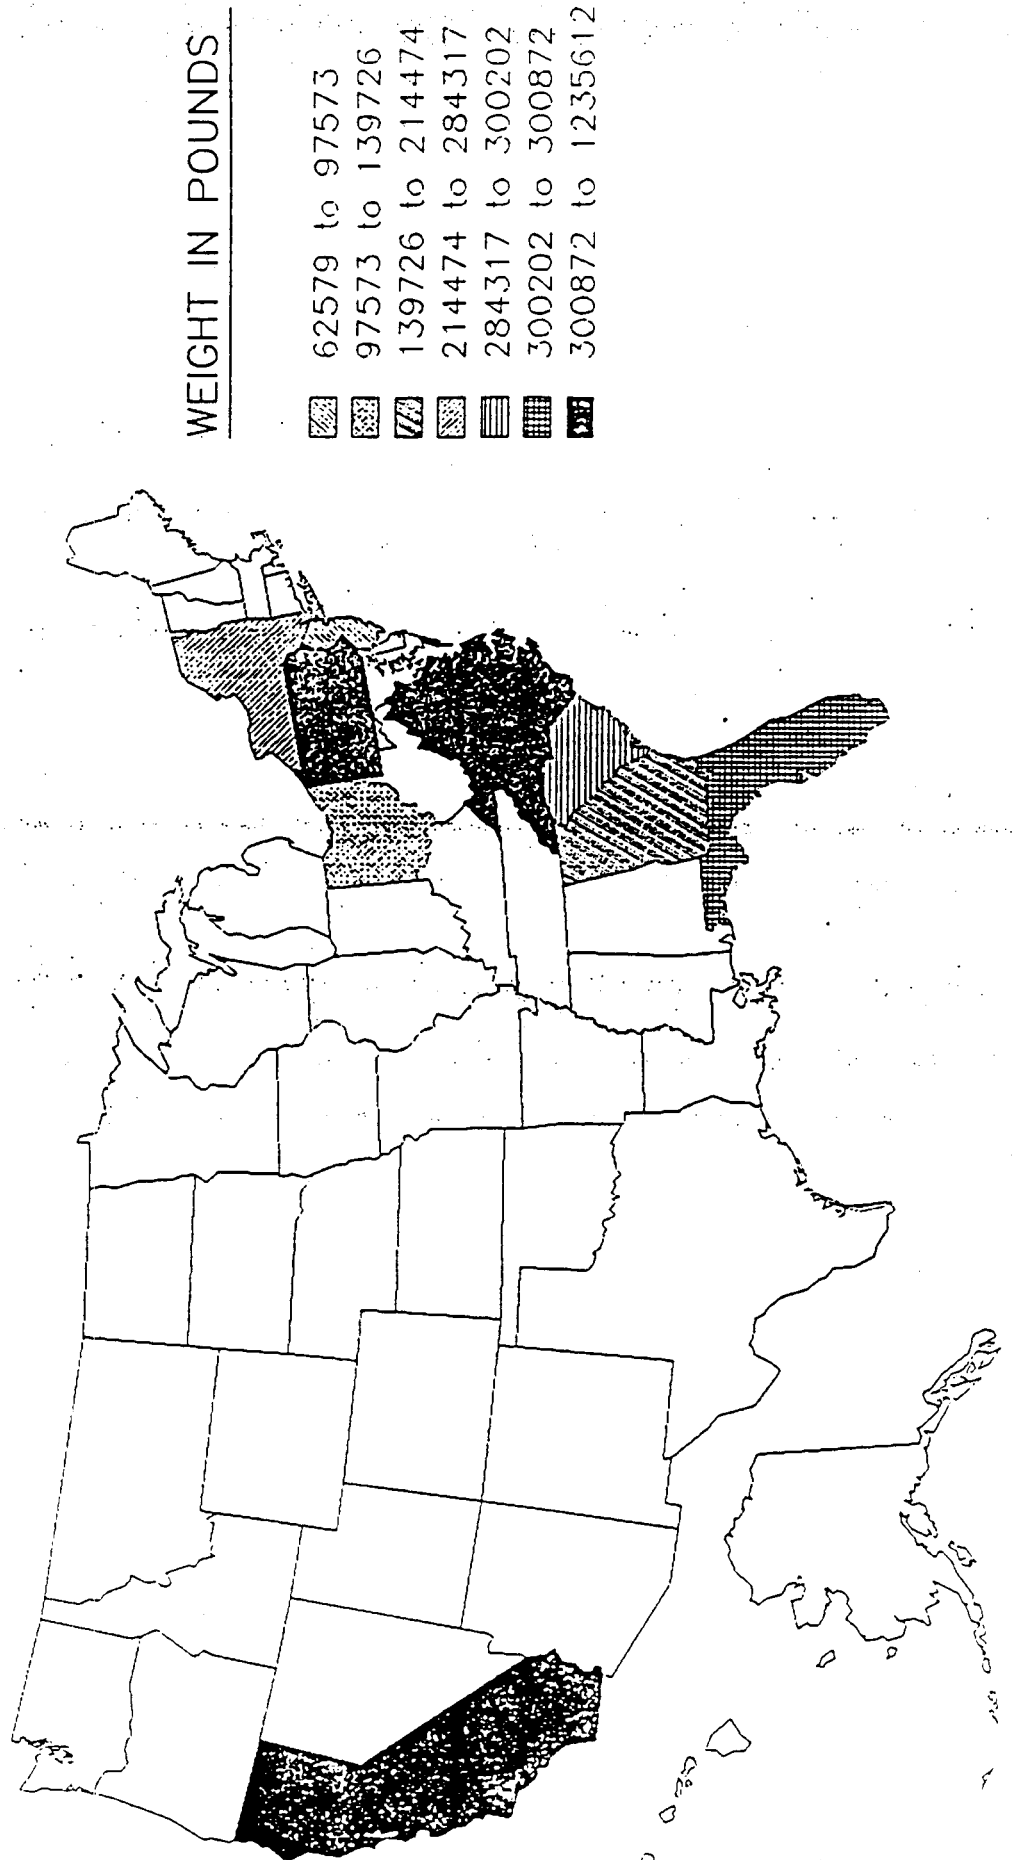 WEIGHT IN POUNDS
62579 to 97573
97573 to 139726
139726 to 214474
214474 to 284317
284317 to 300202
300202 to 300872
300872 to 1235612